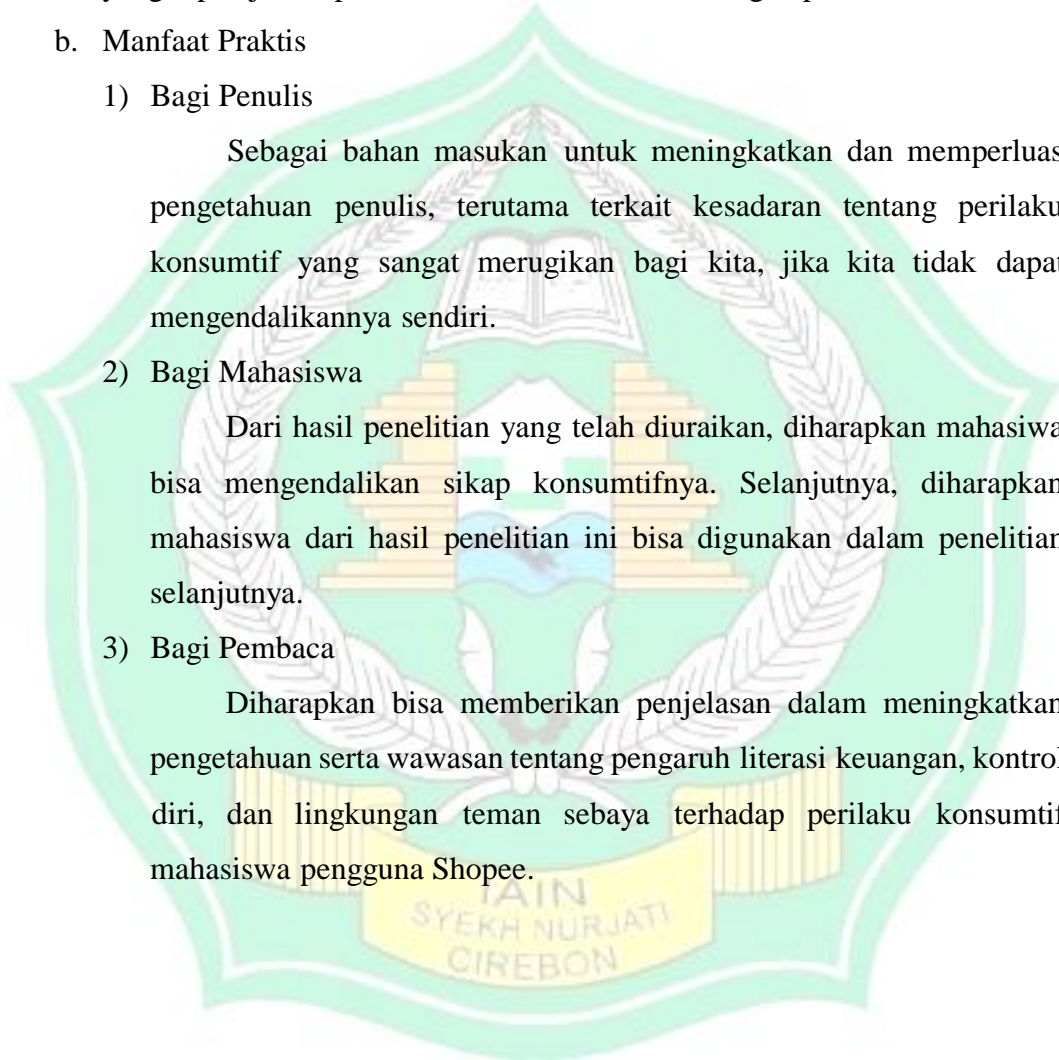 b. Manfaat Praktis
1) Bagi Penulis
Sebagai bahan masukan untuk meningkatkan dan memperluas
pengetahuan penulis, terutama terkait kesadaran tentang perilaku
konsumtif yang sangat merugikan bagi kita, jika kita tidak dapat
mengendalikannya sendiri.
2) Bagi Mahasiswa
Dari hasil penelitian yang telah diuraikan, diharapkan mahasiwa
bisa mengendalikan sikap konsumtifnya. Selanjutnya, diharapkan
mahasiswa dari hasil penelitian ini bisa digunakan dalam penelitian
selanjutnya.
3) Bagi Pembaca
Diharapkan bisa memberikan penjelasan dalam meningkatkan
pengetahuan serta wawasan tentang pengaruh literasi keuangan, kontrol
diri, dan lingkungan teman sebaya terhadap perilaku konsumtif
mahasiswa pengguna Shopee.
IAIN
SYEKH NURJATI
CIREBON